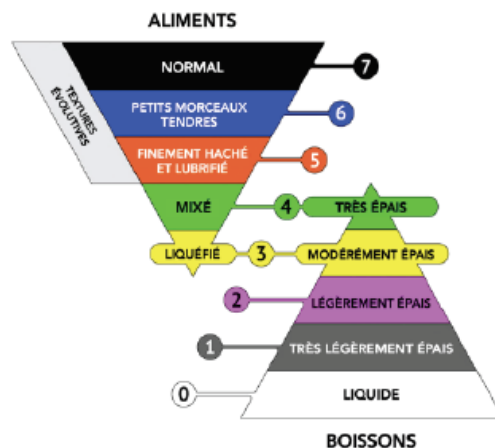 ALIMENTS
TEXTURES
ÉVOLUTIVES
NORMAL
7
PETITS MORCEAUX
TENDRES
6
FINEMENT HACHÉ
ET LUBRIFIÉ
5
MIXÉ
4
TRÈS ÉPAIS
LIQUÉFIÉ
3
MODÉRÉMENT ÉPAIS
2
LÉGÈREMENT ÉPAIS
1
TRÈS LÉGÈREMENT ÉPAIS
0
LIQUIDE
BOISSONS